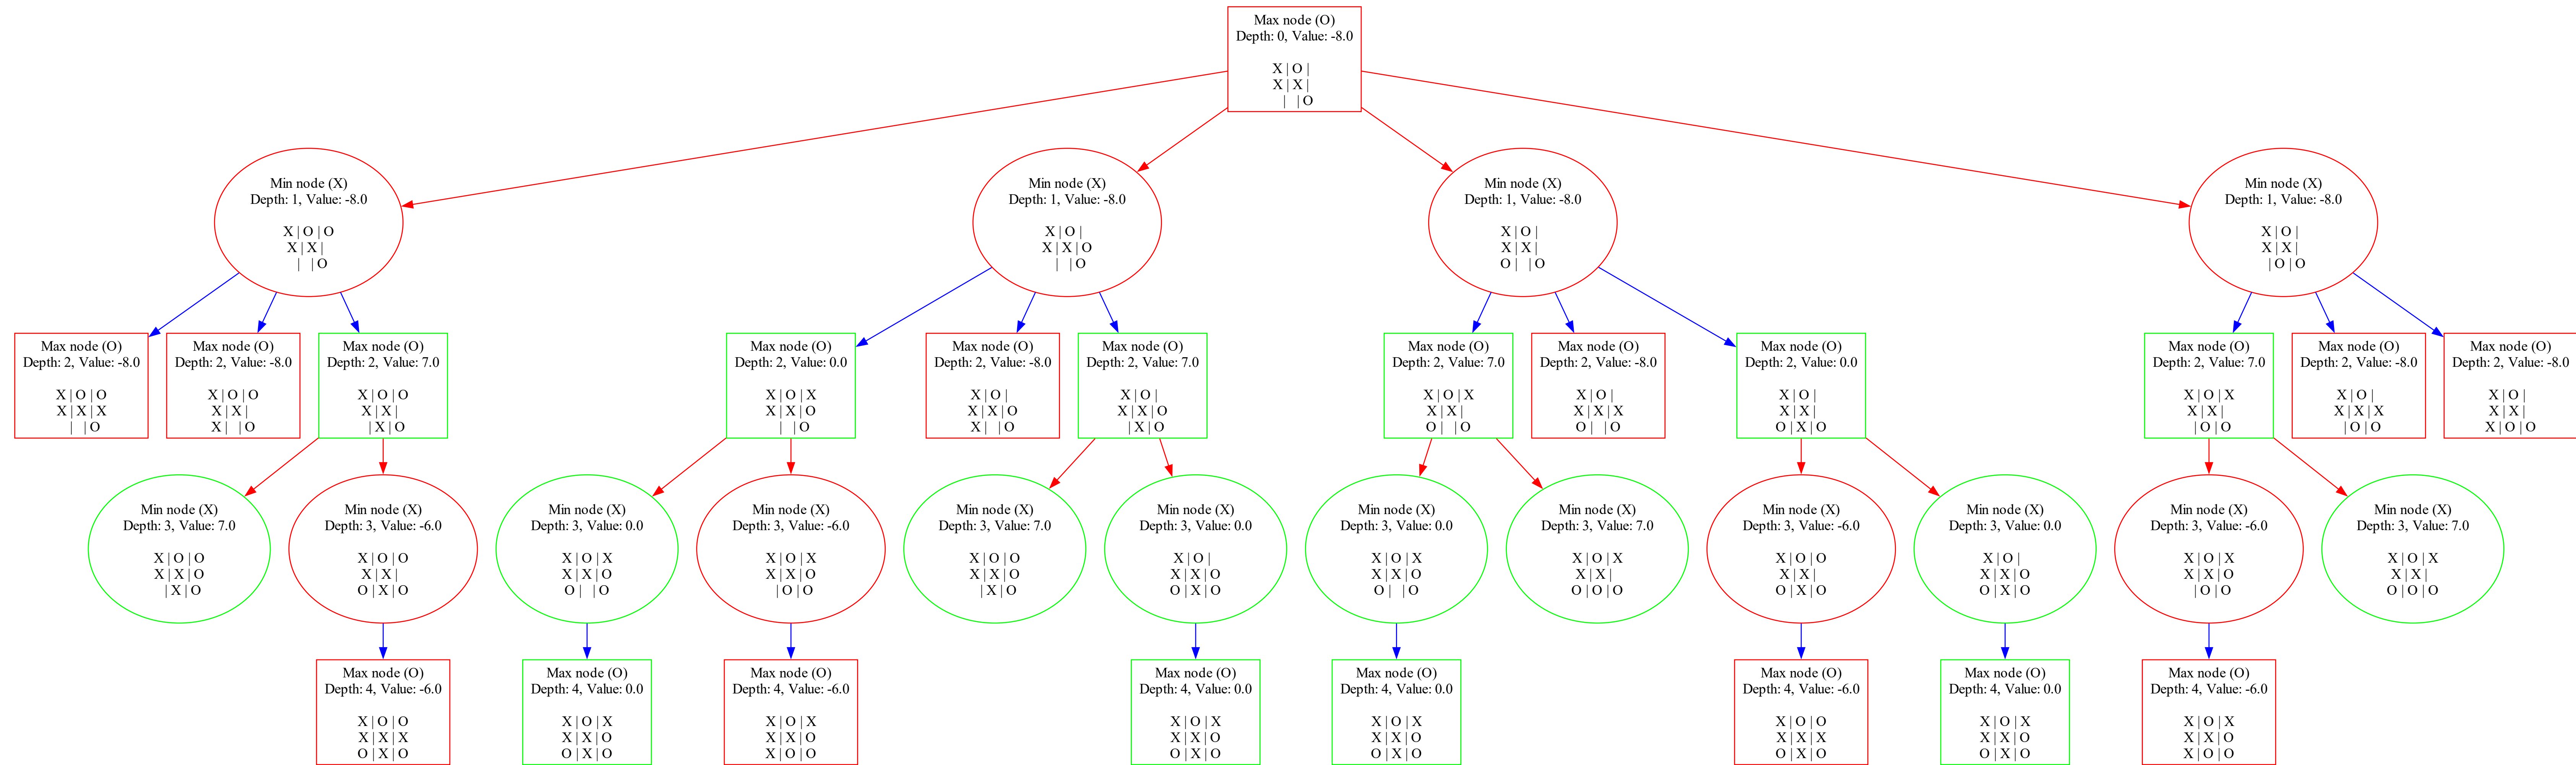 Max node (O)
Depth: 0, Value: -8.0
X | O |
X | X |
| | O
Min node (X)
Depth: 1, Value: -8.0
X | O | O
X | X |
| | O
Min node (X)
Depth: 1, Value: -8.0
X | O |
X | X | O
| | O
Min node (X)
Depth: 1, Value: -8.0
X | O |
X | X |
O | | O
Min node (X)
Depth: 1, Value: -8.0
X | O |
X | X |
| O | O
Max node (O)
Depth: 2, Value: -8.0
X | O | O
X | X | X
| | O
Max node (O)
Depth: 2, Value: -8.0
X | O | O
X | X |
X | | O
Max node (O)
Depth: 2, Value: 7.0
X | O | O
X | X |
| X | O
Max node (O)
Depth: 2, Value: 0.0
X | O | X
X | X | O
| | O
Max node (O)
Depth: 2, Value: -8.0
X | O |
X | X | O
X | | O
Max node (O)
Depth: 2, Value: 7.0
X | O |
X | X | O
| X | O
Max node (O)
Depth: 2, Value: 7.0
X | O | X
X | X |
O | | O
Max node (O)
Depth: 2, Value: -8.0
X | O |
X | X | X
O | | O
Max node (O)
Depth: 2, Value: 0.0
X | O |
X | X |
O | X | O
Max node (O)
Depth: 2, Value: 7.0
X | O | X
X | X |
| O | O
Max node (O)
Depth: 2, Value: -8.0
X | O |
X | X | X
| O | O
Max node (O)
Depth: 2, Value: -8.0
X | O |
X | X |
X | O | O
Min node (X)
Depth: 3, Value: 7.0
X | O | O
X | X | O
| X | O
Min node (X)
Depth: 3, Value: -6.0
X | O | O
X | X |
O | X | O
Min node (X)
Depth: 3, Value: 0.0
X | O | X
X | X | O
O | | O
Min node (X)
Depth: 3, Value: -6.0
X | O | X
X | X | O
| O | O
Min node (X)
Depth: 3, Value: 7.0
X | O | O
X | X | O
| X | O
Min node (X)
Depth: 3, Value: 0.0
X | O |
X | X | O
O | X | O
Min node (X)
Depth: 3, Value: 0.0
X | O | X
X | X | O
O | | O
Min node (X)
Depth: 3, Value: 7.0
X | O | X
X | X |
O | O | O
Min node (X)
Depth: 3, Value: -6.0
X | O | O
X | X |
O | X | O
Min node (X)
Depth: 3, Value: 0.0
X | O |
X | X | O
O | X | O
Min node (X)
Depth: 3, Value: -6.0
X | O | X
X | X | O
| O | O
Min node (X)
Depth: 3, Value: 7.0
X | O | X
X | X |
O | O | O
Max node (O)
Depth: 4, Value: -6.0
X | O | O
X | X | X
O | X | O
Max node (O)
Depth: 4, Value: 0.0
X | O | X
X | X | O
O | X | O
Max node (O)
Depth: 4, Value: -6.0
X | O | X
X | X | O
X | O | O
Max node (O)
Depth: 4, Value: 0.0
X | O | X
X | X | O
O | X | O
Max node (O)
Depth: 4, Value: 0.0
X | O | X
X | X | O
O | X | O
Max node (O)
Depth: 4, Value: -6.0
X | O | O
X | X | X
O | X | O
Max node (O)
Depth: 4, Value: 0.0
X | O | X
X | X | O
O | X | O
Max node (O)
Depth: 4, Value: -6.0
X | O | X
X | X | O
X | O | O